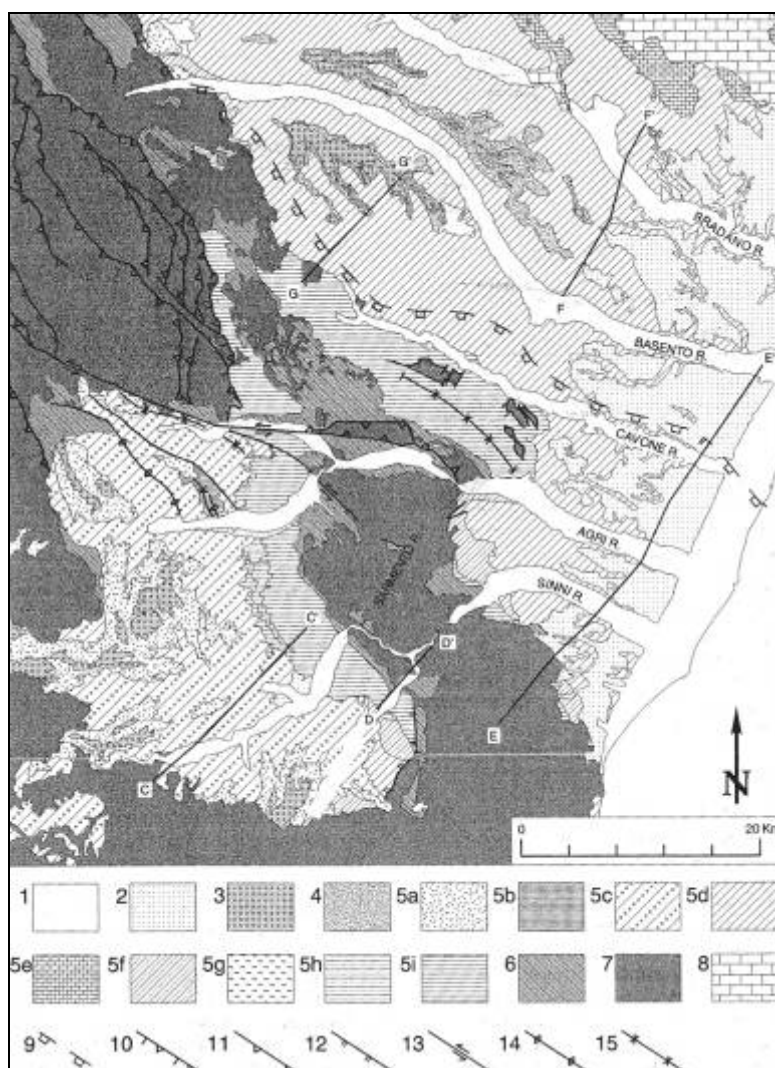 F'
G'
BRADANO R.
G
F
BASENTO R.
E'
CAVONE R.
AGRI R.
SARMENTO R.
SINNI R.
C'
D'
D
E
C
N
0 20 Km
1 2 3 4 5a 5b 5c 5d
5e 5f 5g 5h 5i 6 7 8
9 10 11 12 13 14 15